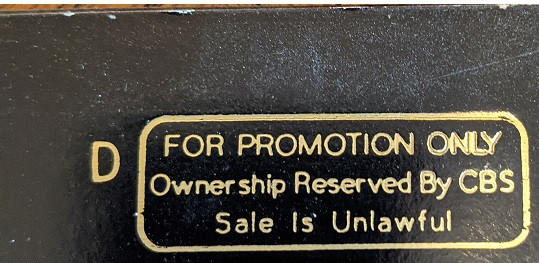 FOR PROMOTION ONLY
D Ownership Reserved By CBS
Sale Is Unlawful